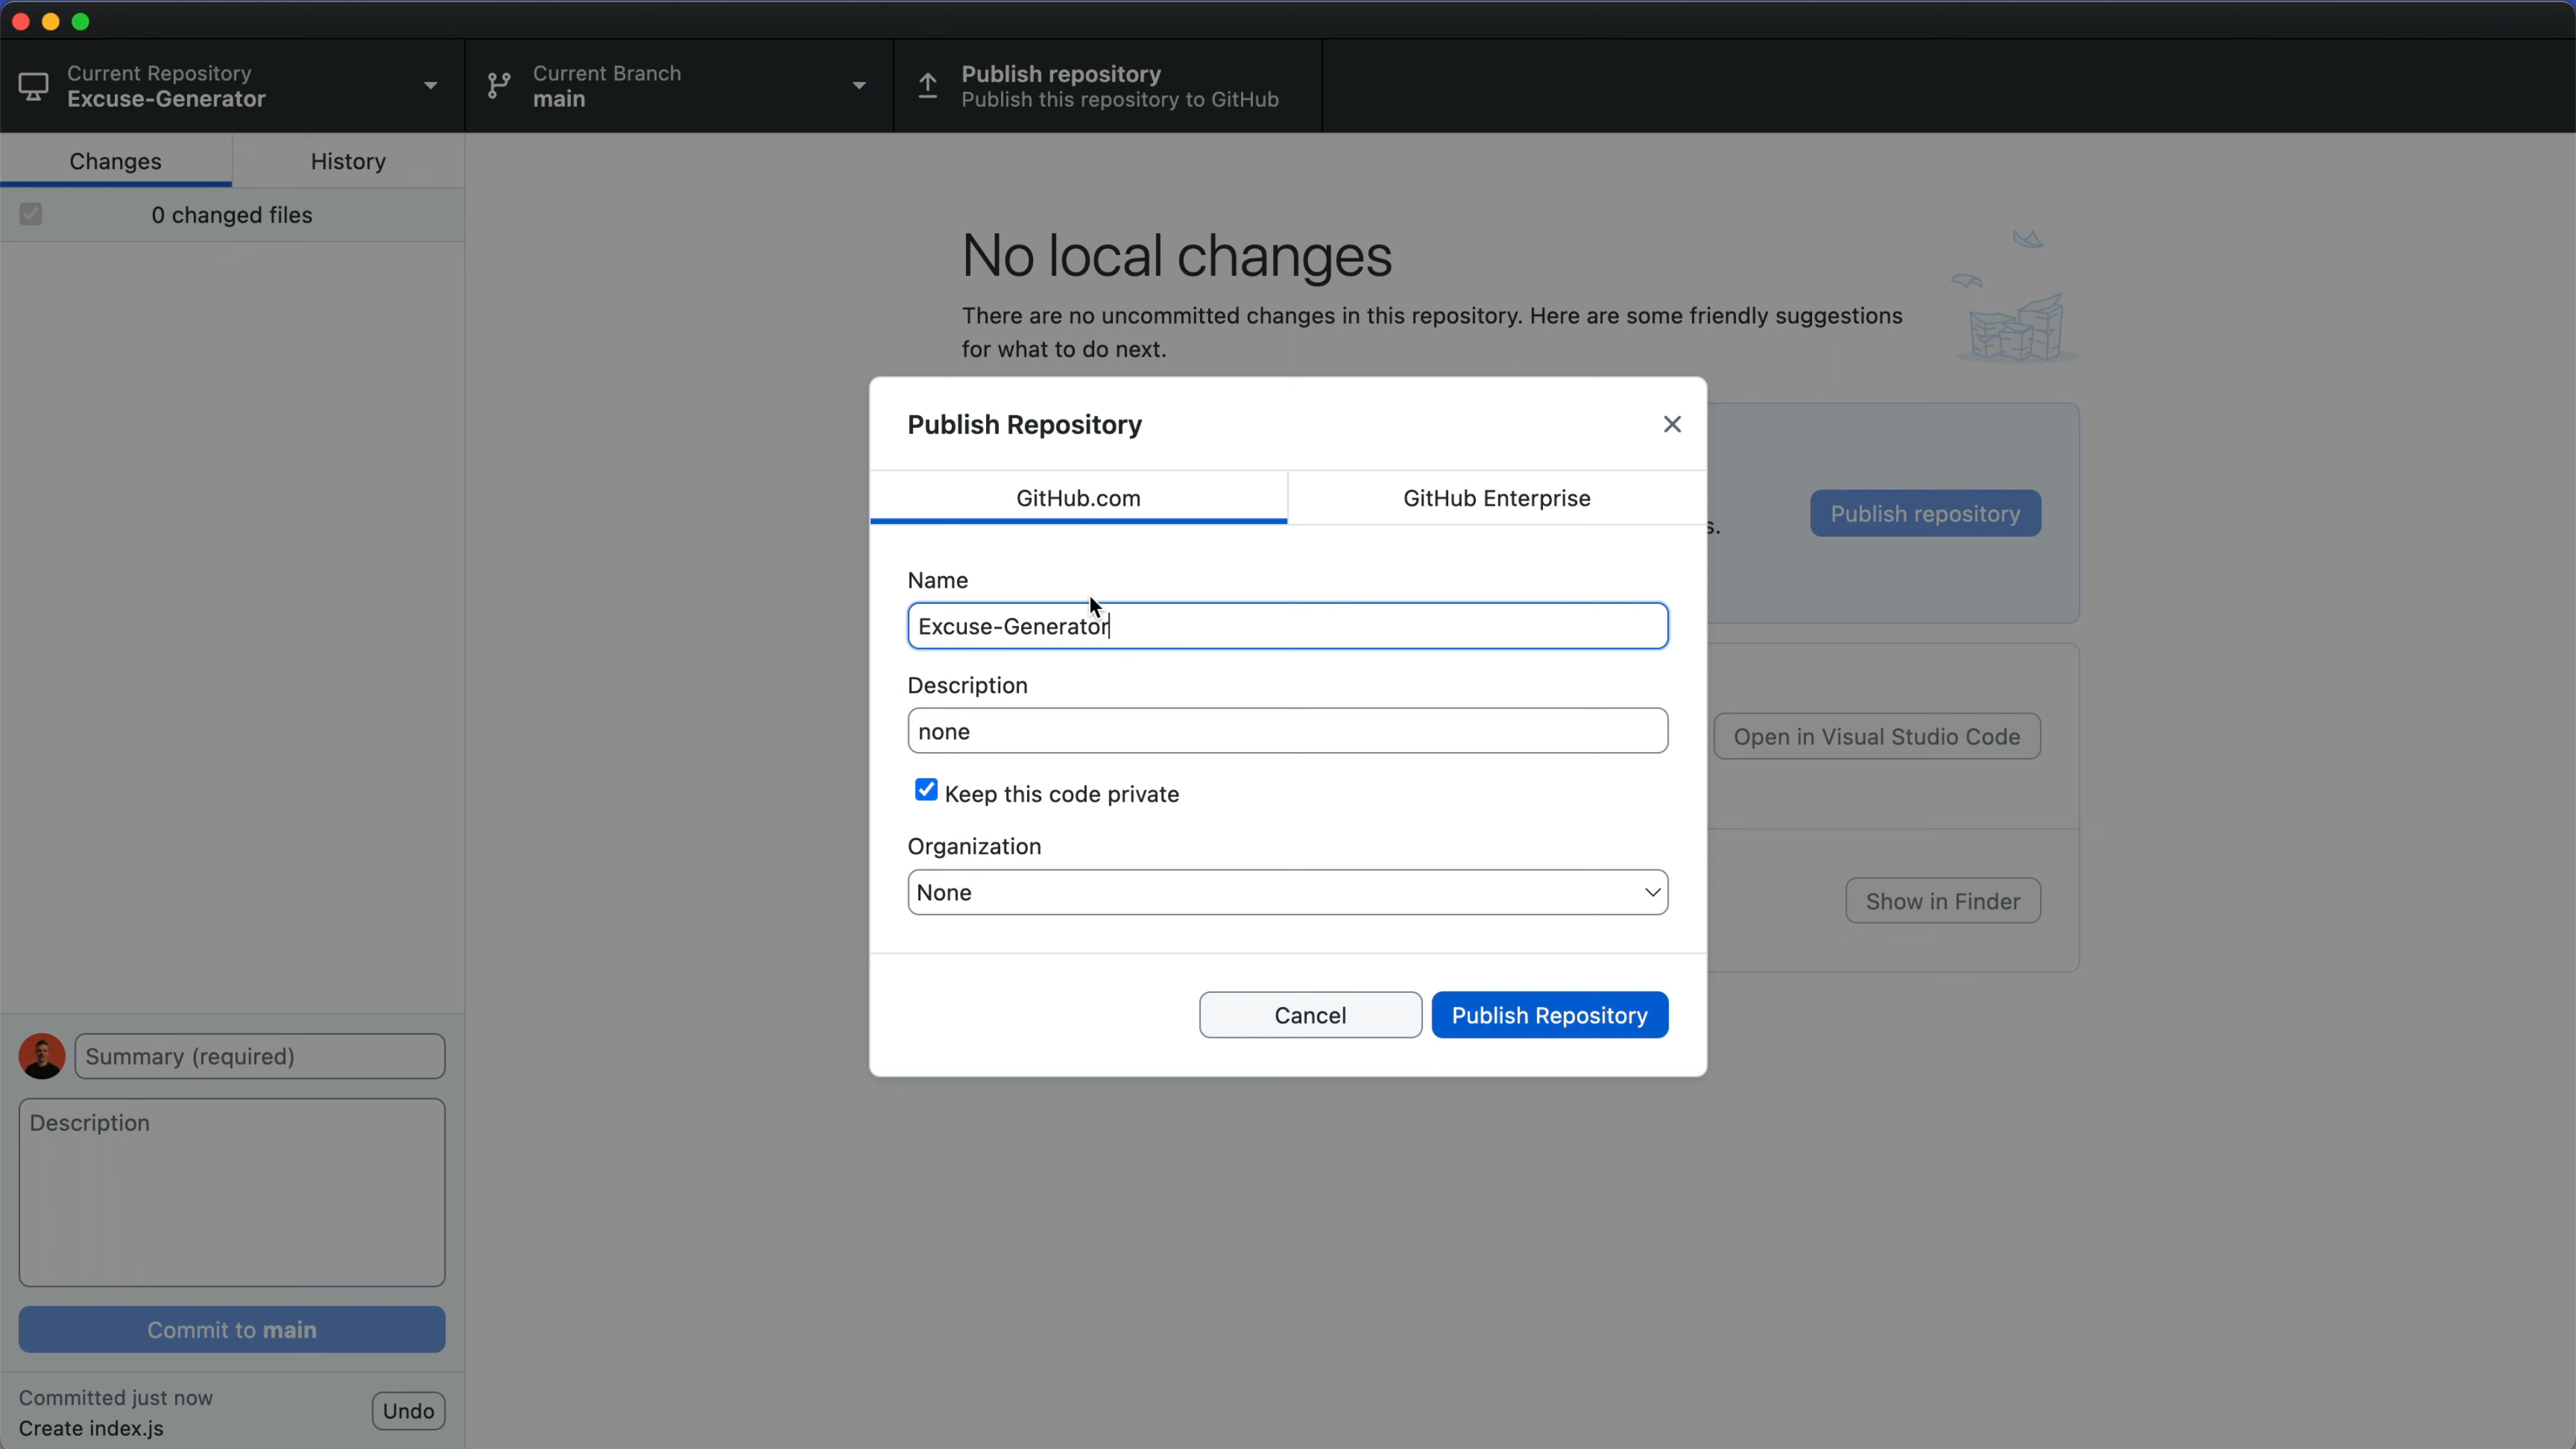 Current Repository
Excuse-Generator
Current Branch
main
Publish repository
Publish this repository to GitHub
Changes
History
0 changed files
No local changes
There are no uncommitted changes in this repository. Here are some friendly suggestions
for what to do next.
Publish Repository
GitHub.com
GitHub Enterprise
s.
Publish repository
Name
Excuse-Generator
Description
none
Open in Visual Studio Code
Keep this code private
Organization
None
Show in Finder
Cancel
Publish Repository
Summary (required)
Description
Commit to main
Committed just now
Create index.js
Undo